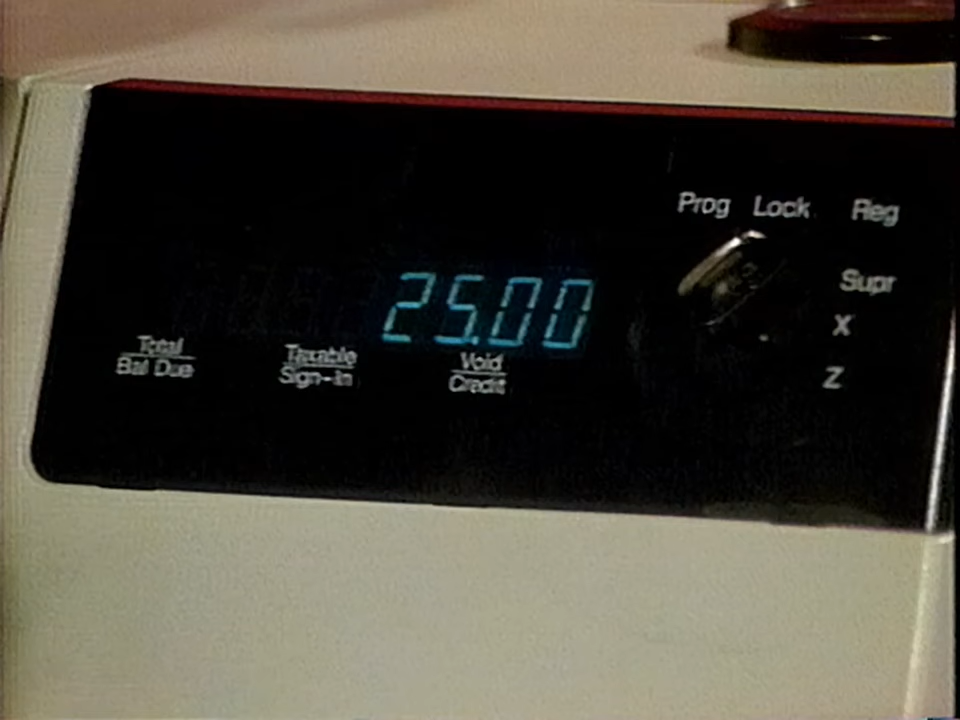 Prog Lock Reg
Supr
25.00
X
Total
Bal Due
Taxable
Sign-In
Void
Credit
Z